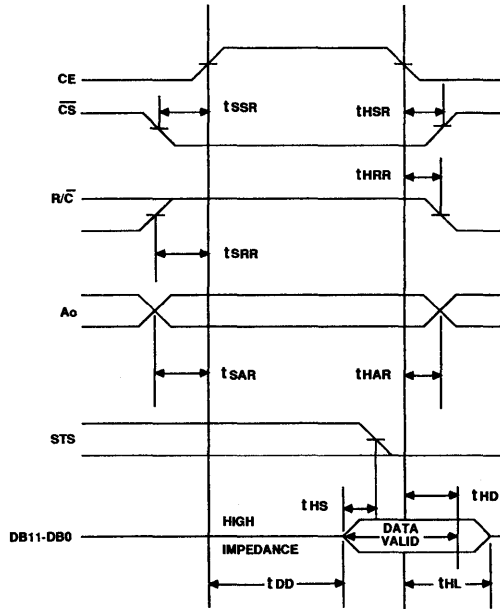 CE
C̅S̅
tSSR
tHSR
tHRR
R/C̅
tSRR
Ao
tSAR
tHAR
STS
tHS
tHD
DB11-DB0
HIGH
IMPEDANCE
DATA
VALID
tDD
tHL